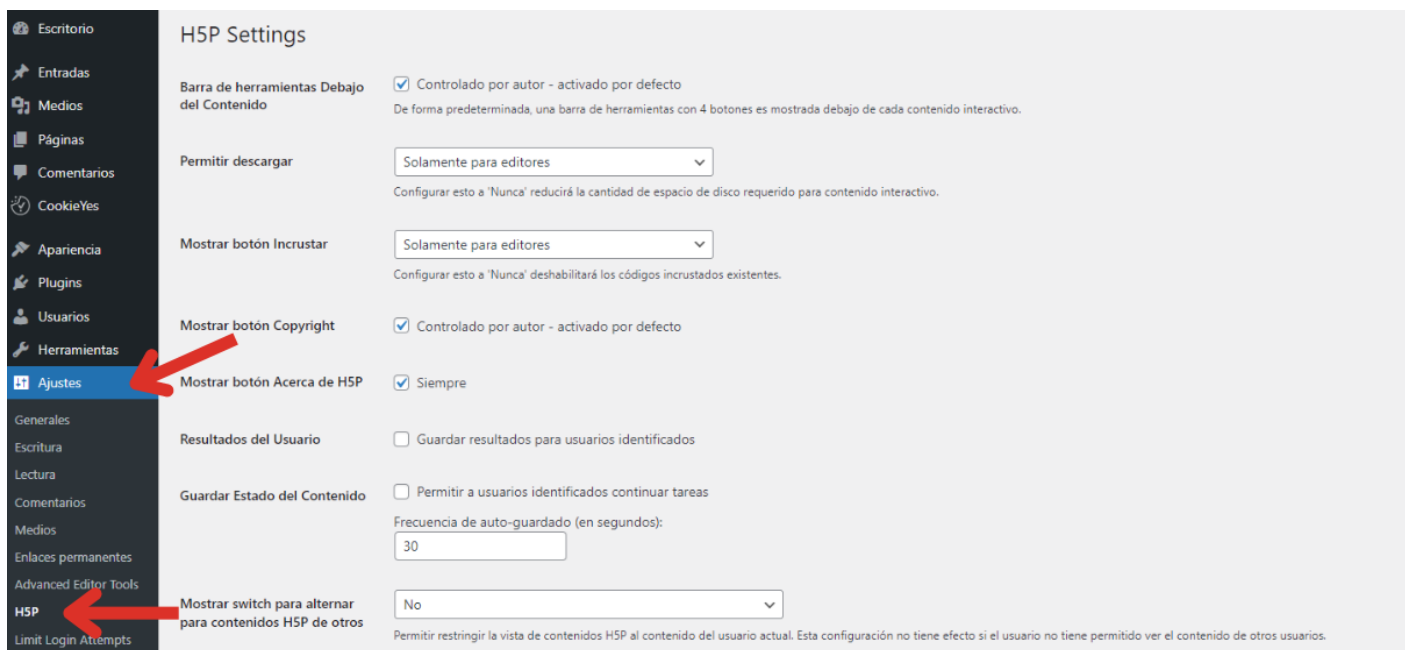 Escritorio
Entradas
Medios
Páginas
Comentarios
CookieYes
Apariencia
Plugins
Usuarios
Herramientas
Ajustes
Generales
Escritura
Lectura
Comentarios
Medios
Enlaces permanentes
Advanced Editor Tools
H5P
Limit Login Attempts
H5P Settings
Barra de herramientas Debajo
del Contenido
Controlado por autor - activado por defecto
De forma predeterminada, una barra de herramientas con 4 botones es mostrada debajo de cada contenido interactivo.
Permitir descargar
Solamente para editores
Configurar esto a 'Nunca' reducirá la cantidad de espacio de disco requerido para contenido interactivo.
Mostrar botón Incrustar
Solamente para editores
Configurar esto a 'Nunca' deshabilitará los códigos incrustados existentes.
Mostrar botón Copyright
Controlado por autor - activado por defecto
Mostrar botón Acerca de H5P
Siempre
Resultados del Usuario
Guardar resultados para usuarios identificados
Guardar Estado del Contenido
Permitir a usuarios identificados continuar tareas
Frecuencia de auto-guardado (en segundos):
30
Mostrar switch para alternar
para contenidos H5P de otros
No
Permitir restringir la vista de contenidos H5P al contenido del usuario actual. Esta configuración no tiene efecto si el usuario no tiene permitido ver el contenido de otros usuarios.